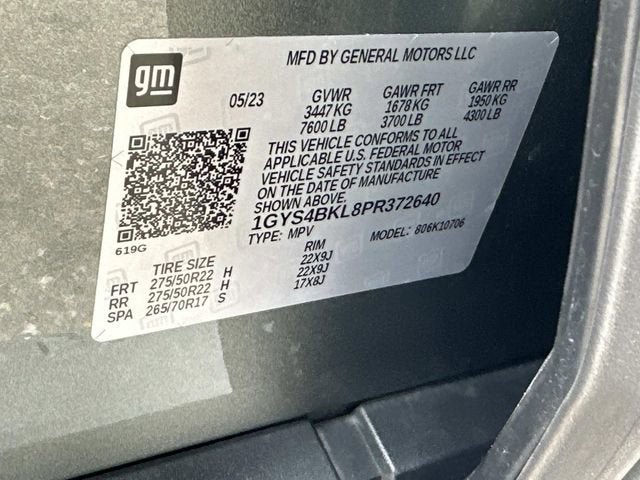 gm
MFD BY GENERAL MOTORS LLC
05/23 GVWR GAWR FRT GAWR RR
3447 KG 1678 KG 1950 KG
7600 LB 3700 LB 4300 LB
THIS VEHICLE CONFORMS TO ALL
APPLICABLE U.S. FEDERAL MOTOR
VEHICLE SAFETY STANDARDS IN EFFECT
ON THE DATE OF MANUFACTURE
SHOWN ABOVE.
1GYS4BKL8PR372640
TYPE: MPV MODEL: 806K10706
619G
TIRE SIZE RIM
FRT 275/50R22 H 22X9J
RR 275/50R22 H 22X9J
SPA 265/70R17 S 17X8J